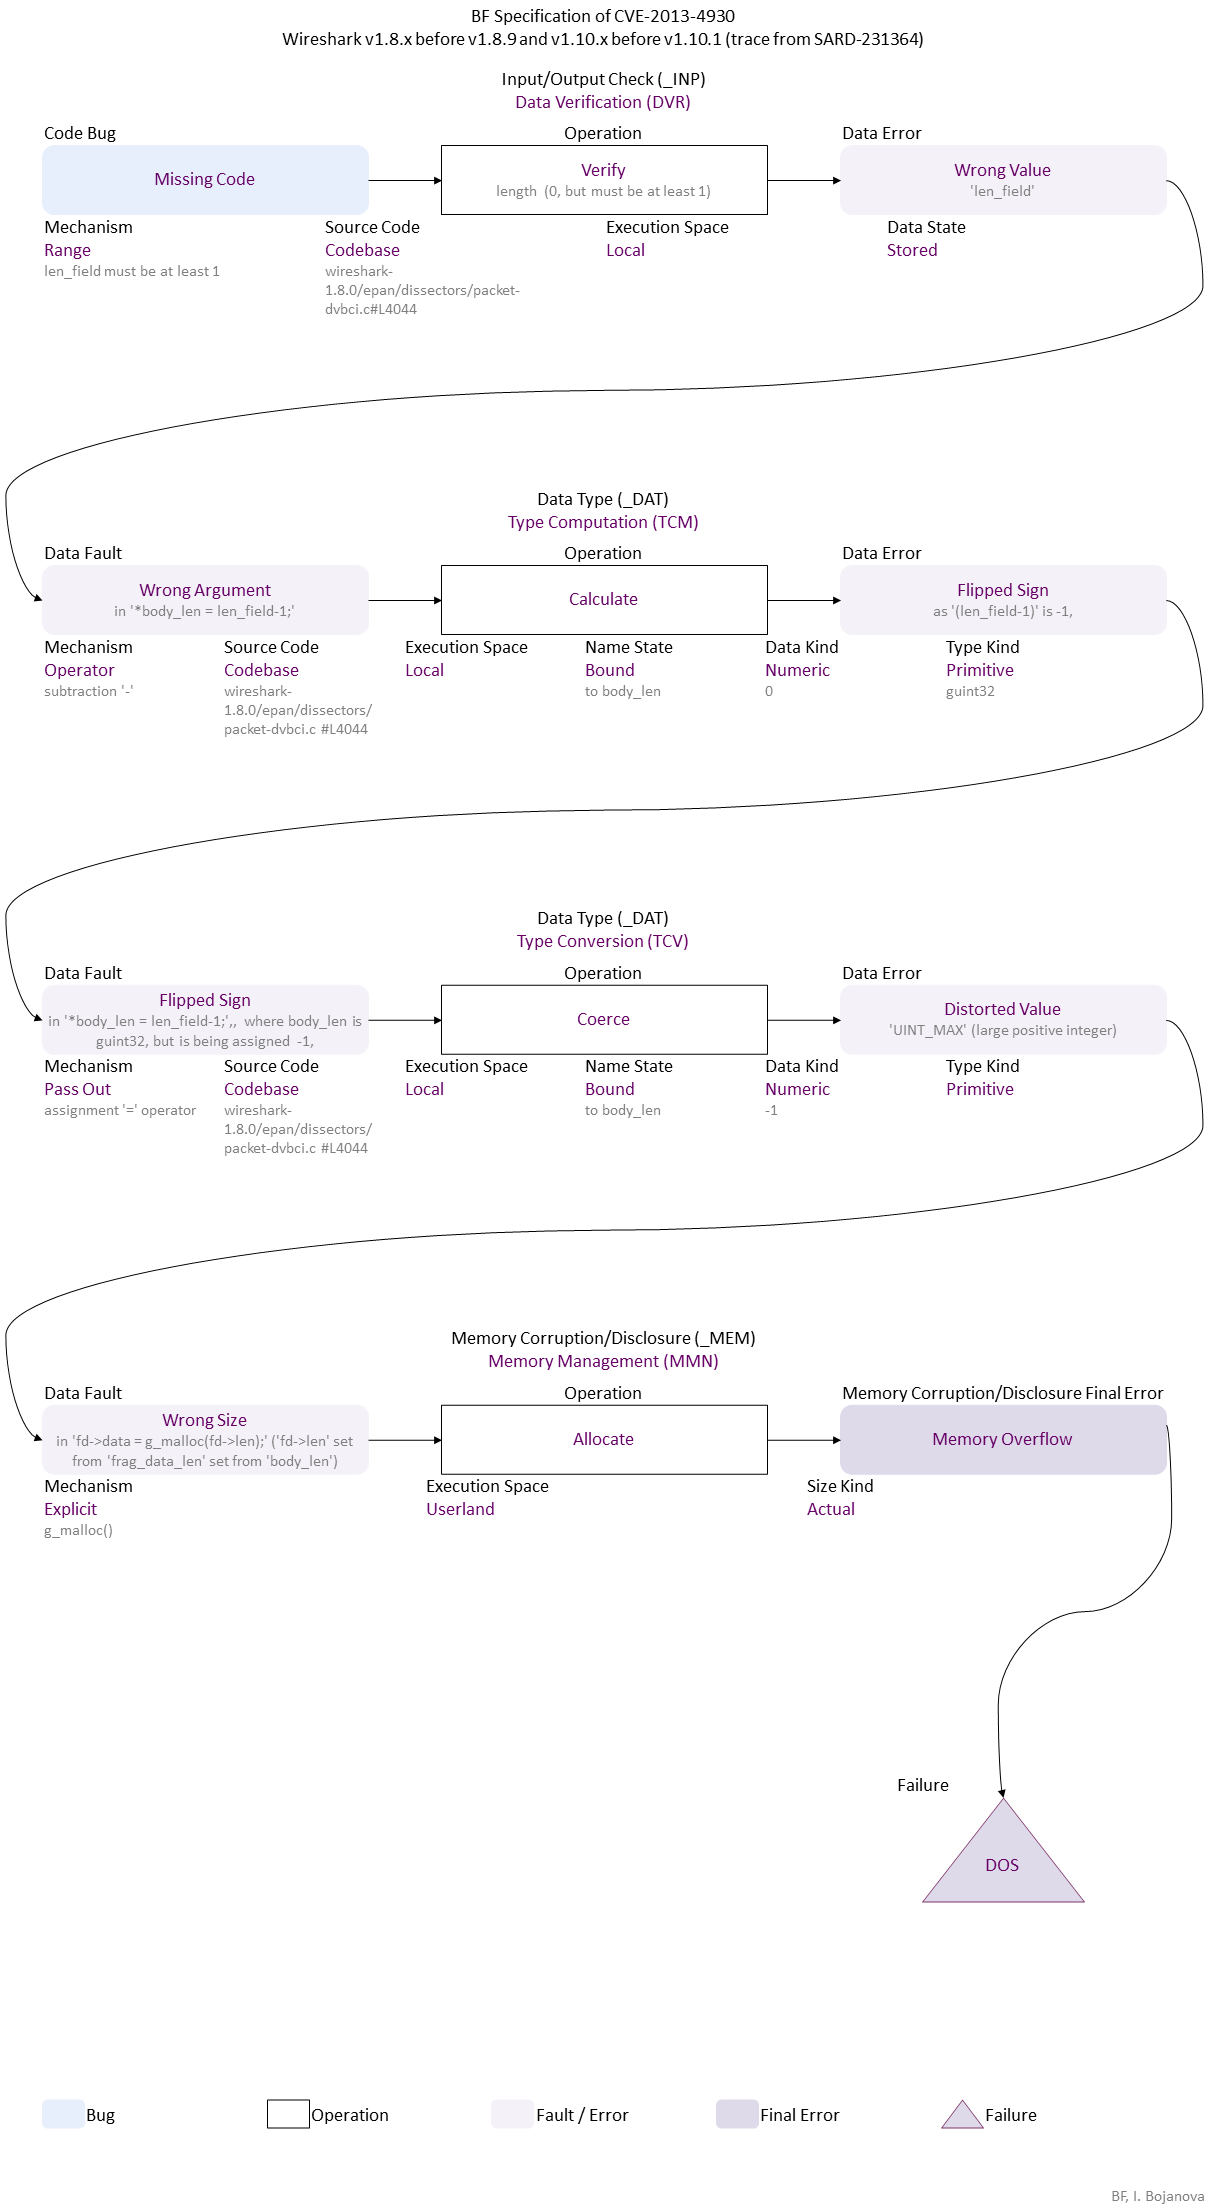 BF Specification of CVE-2013-4930
Wireshark v1.8.x before v1.8.9 and v1.10.x before v1.10.1 (trace from SARD-231364)
Input/Output Check (_INP)
Data Verification (DVR)
Code Bug
Operation
Data Error
Missing Code
Verify
length (0, but must be at least 1)
Wrong Value
'len_field'
Mechanism
Source Code
Execution Space
Data State
Range
Codebase
Local
Stored
len_field must be at least 1
wireshark-
1.8.0/epan/dissectors/packet-
dvbci.c#L4044
Data Type (_DAT)
Type Computation (TCM)
Data Fault
Operation
Data Error
Wrong Argument
in '*body_len = len_field-1;'
Calculate
Flipped Sign
as '(len_field-1)' is -1,
Mechanism
Source Code
Execution Space
Name State
Data Kind
Type Kind
Operator
Codebase
Local
Bound
Numeric
Primitive
subtraction '-'
wireshark-
1.8.0/epan/dissectors/
packet-dvbci.c #L4044
to body_len
0
guint32
Data Type (_DAT)
Type Conversion (TCV)
Data Fault
Operation
Data Error
Flipped Sign
in '*body_len = len_field-1;',, where body_len is
guint32, but is being assigned -1,
Coerce
Distorted Value
'UINT_MAX' (large positive integer)
Mechanism
Source Code
Execution Space
Name State
Data Kind
Type Kind
Pass Out
Codebase
Local
Bound
Numeric
Primitive
assignment '=' operator
wireshark-
1.8.0/epan/dissectors/
packet-dvbci.c #L4044
to body_len
-1
Memory Corruption/Disclosure (_MEM)
Memory Management (MMN)
Data Fault
Operation
Memory Corruption/Disclosure Final Error
Wrong Size
in 'fd->data = g_malloc(fd->len);' ('fd->len' set
from 'frag_data_len' set from 'body_len')
Allocate
Memory Overflow
Mechanism
Execution Space
Size Kind
Explicit
Userland
Actual
g_malloc()
Failure
DOS
Bug
Operation
Fault / Error
Final Error
Failure
BF, I. Bojanova